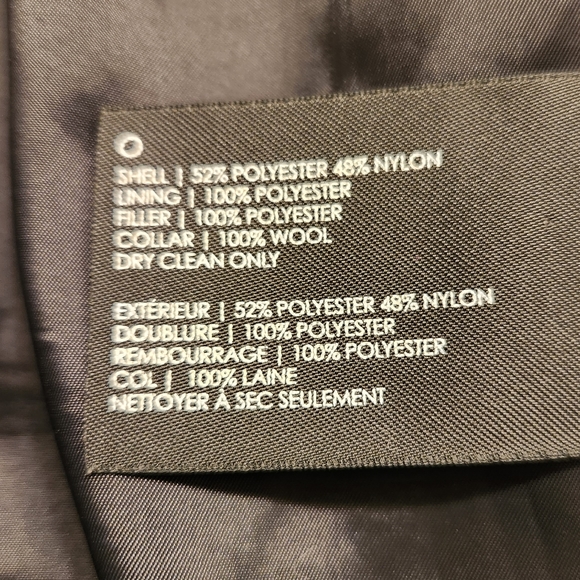 SHELL | 52% POLYESTER 48% NYLON
LINING | 100% POLYESTER
FILLER | 100% POLYESTER
COLLAR | 100% WOOL
DRY CLEAN ONLY
EXTÉRIEUR | 52% POLYESTER 48% NYLON
DOUBLURE | 100% POLYESTER
REMBOURRAGE | 100% POLYESTER
COL | 100% LAINE
NETTOYER À SEC SEULEMENT